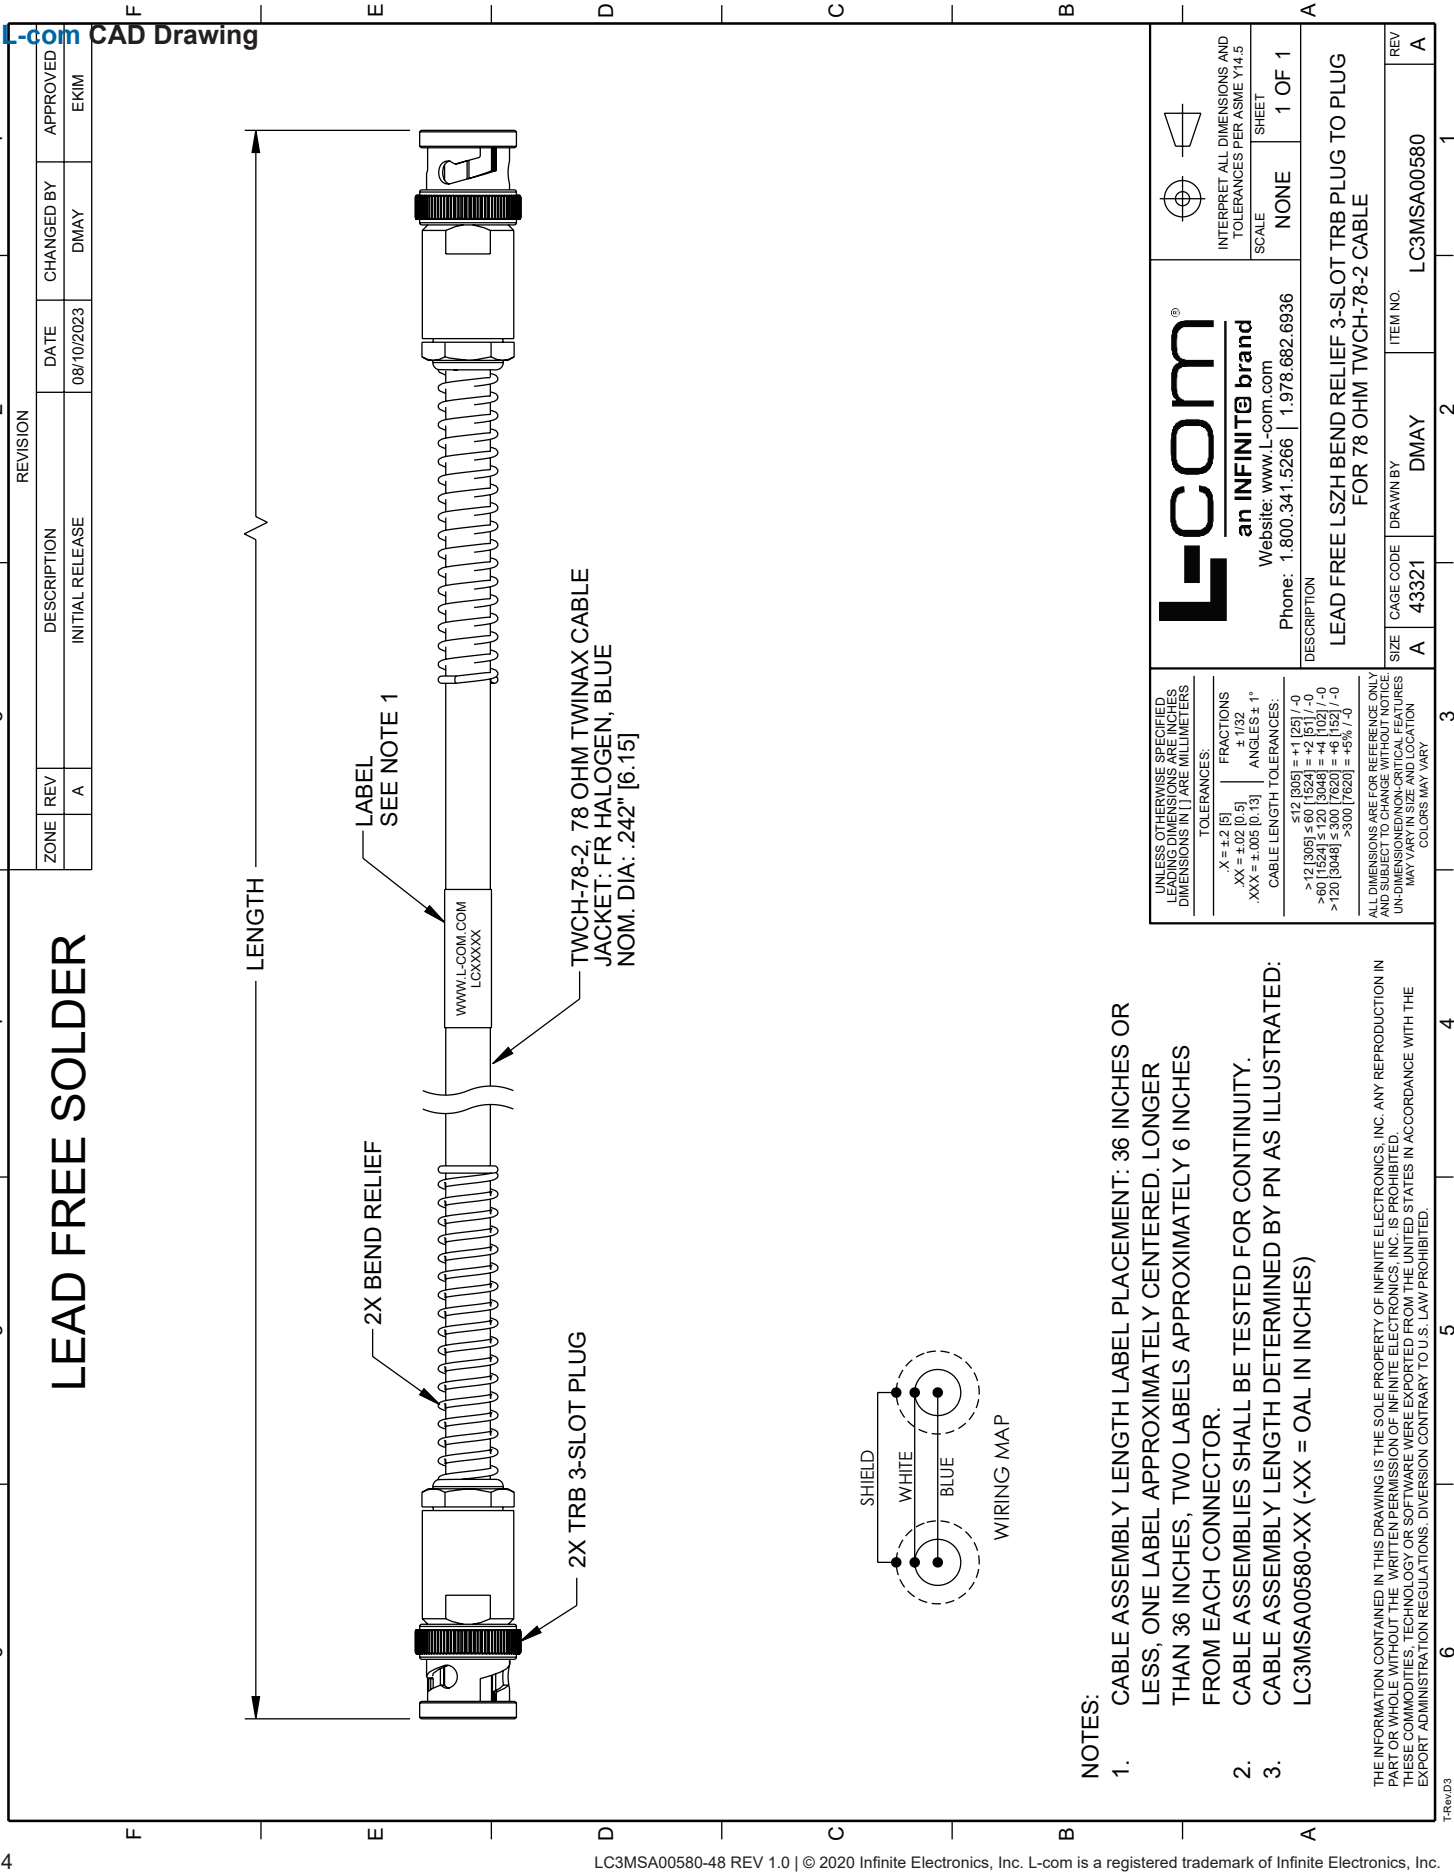 L-com CAD Drawing
LEAD FREE SOLDER
REVISION
ZONE REV DESCRIPTION DATE CHANGED BY APPROVED
A INITIAL RELEASE 08/10/2023 DMAY EKIM
F
E
D
C
B
A
LENGTH
2X BEND RELIEF
LABEL
SEE NOTE 1
WWW.L-COM.COM
LCXXXXX
2X TRB 3-SLOT PLUG
TWCH-78-2, 78 OHM TWINAX CABLE
JACKET: FR HALOGEN, BLUE
NOM. DIA: .242" [6.15]
SHIELD
WHITE
BLUE
WIRING MAP
NOTES:
1. CABLE ASSEMBLY LENGTH LABEL PLACEMENT: 36 INCHES OR
LESS, ONE LABEL APPROXIMATELY CENTERED. LONGER
THAN 36 INCHES, TWO LABELS APPROXIMATELY 6 INCHES
FROM EACH CONNECTOR.
2. CABLE ASSEMBLIES SHALL BE TESTED FOR CONTINUITY.
3. CABLE ASSEMBLY LENGTH DETERMINED BY PN AS ILLUSTRATED:
LC3MSA00580-XX (-XX = OAL IN INCHES)
THE INFORMATION CONTAINED IN THIS DRAWING IS THE SOLE PROPERTY OF INFINITE ELECTRONICS, INC. ANY REPRODUCTION IN
PART OR WHOLE WITHOUT THE WRITTEN PERMISSION OF INFINITE ELECTRONICS, INC. IS PROHIBITED.
THESE COMMODITIES, TECHNOLOGY OR SOFTWARE WERE EXPORTED FROM THE UNITED STATES IN ACCORDANCE WITH THE
EXPORT ADMINISTRATION REGULATIONS. DIVERSION CONTRARY TO U.S. LAW PROHIBITED.
UNLESS OTHERWISE SPECIFIED
LEADING DIMENSIONS ARE INCHES
DIMENSIONS IN [ ] ARE MILLIMETERS
TOLERANCES:
.X = ±.2 [5]
.XX = ±.02 [0.5]
.XXX = ±.005 [0.13]
FRACTIONS
± 1/32
ANGLES ± 1°
CABLE LENGTH TOLERANCES:
≤12 [305] = +1 [25] / -0
>12 [305] ≤ 60 [1524] = +2 [51] / -0
>60 [1524] ≤ 120 [3048] = +4 [102] / -0
>120 [3048] ≤ 300 [7620] = +6 [152] / -0
>300 [7620] = +5% / -0
ALL DIMENSIONS ARE FOR REFERENCE ONLY
AND SUBJECT TO CHANGE WITHOUT NOTICE.
UN-DIMENSIONED/NON-CRITICAL FEATURES
MAY VARY IN SIZE AND LOCATION
COLORS MAY VARY
L-com®
an INFINIT℮ brand
Website: www.L-com.com
Phone: 1.800.341.5266 | 1.978.682.6936
INTERPRET ALL DIMENSIONS AND
TOLERANCES PER ASME Y14.5
SCALE
NONE
SHEET
1 OF 1
DESCRIPTION
LEAD FREE LSZH BEND RELIEF 3-SLOT TRB PLUG TO PLUG
FOR 78 OHM TWCH-78-2 CABLE
SIZE
A
CAGE CODE
43321
DRAWN BY
DMAY
ITEM NO.
LC3MSA00580
REV
A
6 5 4 3 2 1
F
E
D
C
B
A
T-Rev.D3
4
LC3MSA00580-48 REV 1.0 | © 2020 Infinite Electronics, Inc. L-com is a registered trademark of Infinite Electronics, Inc.